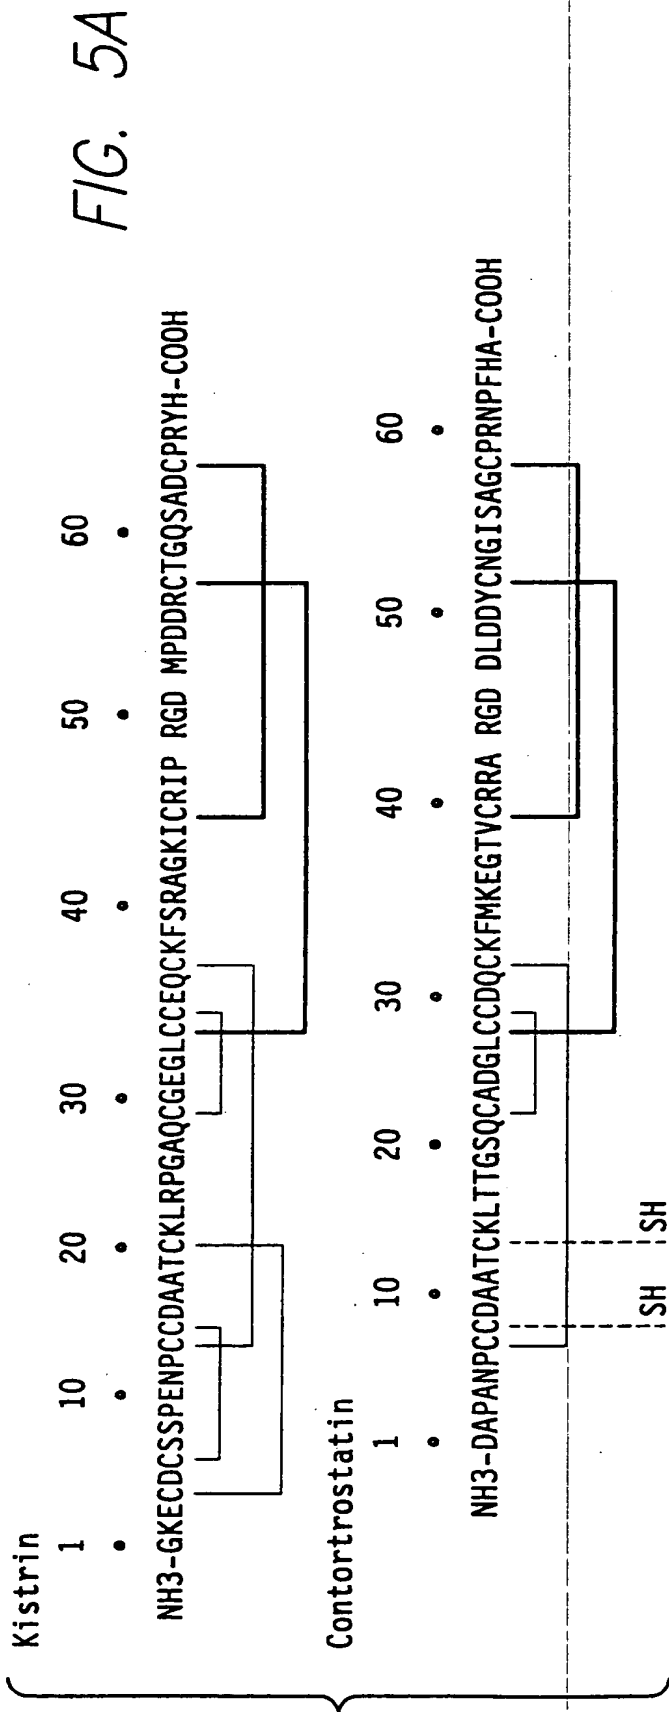 FIG. 5A
Kistrin
1 10 20 30 40 50 60
NH3-GKECDCSSPENPCCDAATCKLRPGAQCGEGLCCEQCKFSRAGKICRIP RGD MPDDRCTGQSADCPRYH-COOH
Contortrostatin
1 10 20 30 40 50 60
NH3-DAPANPCCDAATCKLTTGSQCADGLCCDQCKFMKEGTVCRRA RGD DLDDYCNGISAGCPRNPFHA-COOH
SH SH